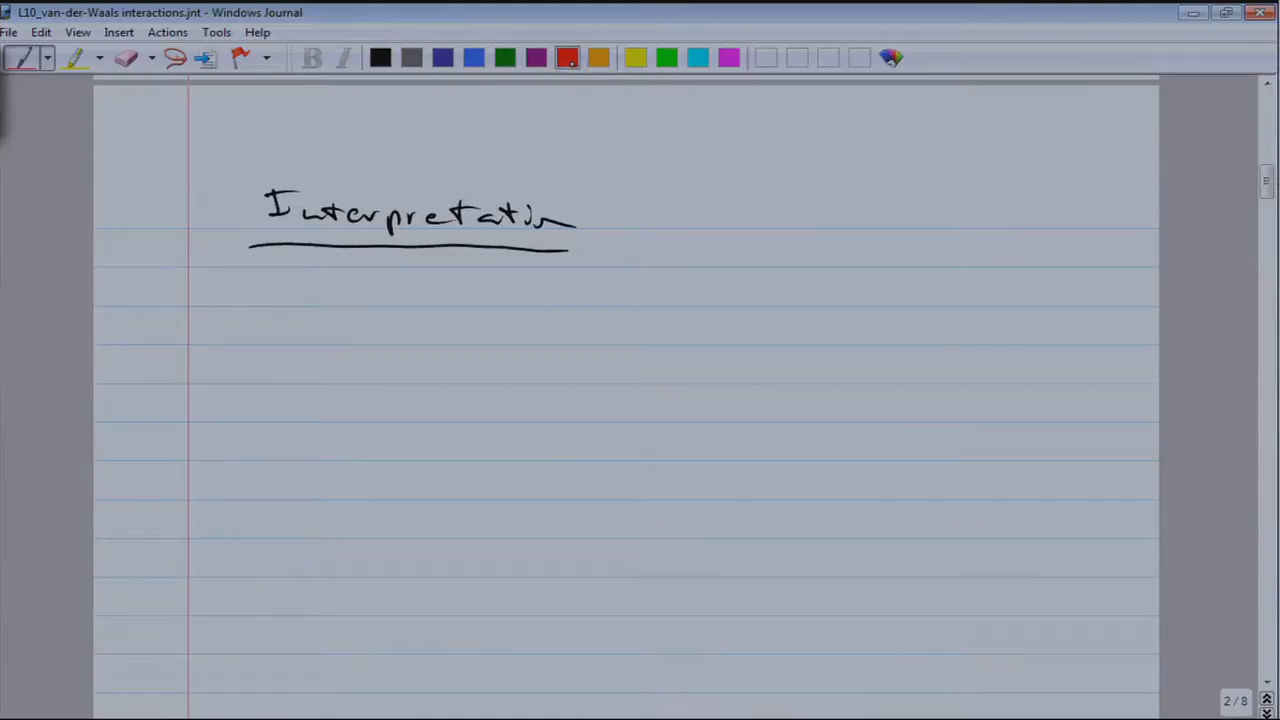 L10_van-der-Waals interactions.jnt - Windows Journal
File Edit View Insert Actions Tools Help
B I
Interpretation
2 / 8